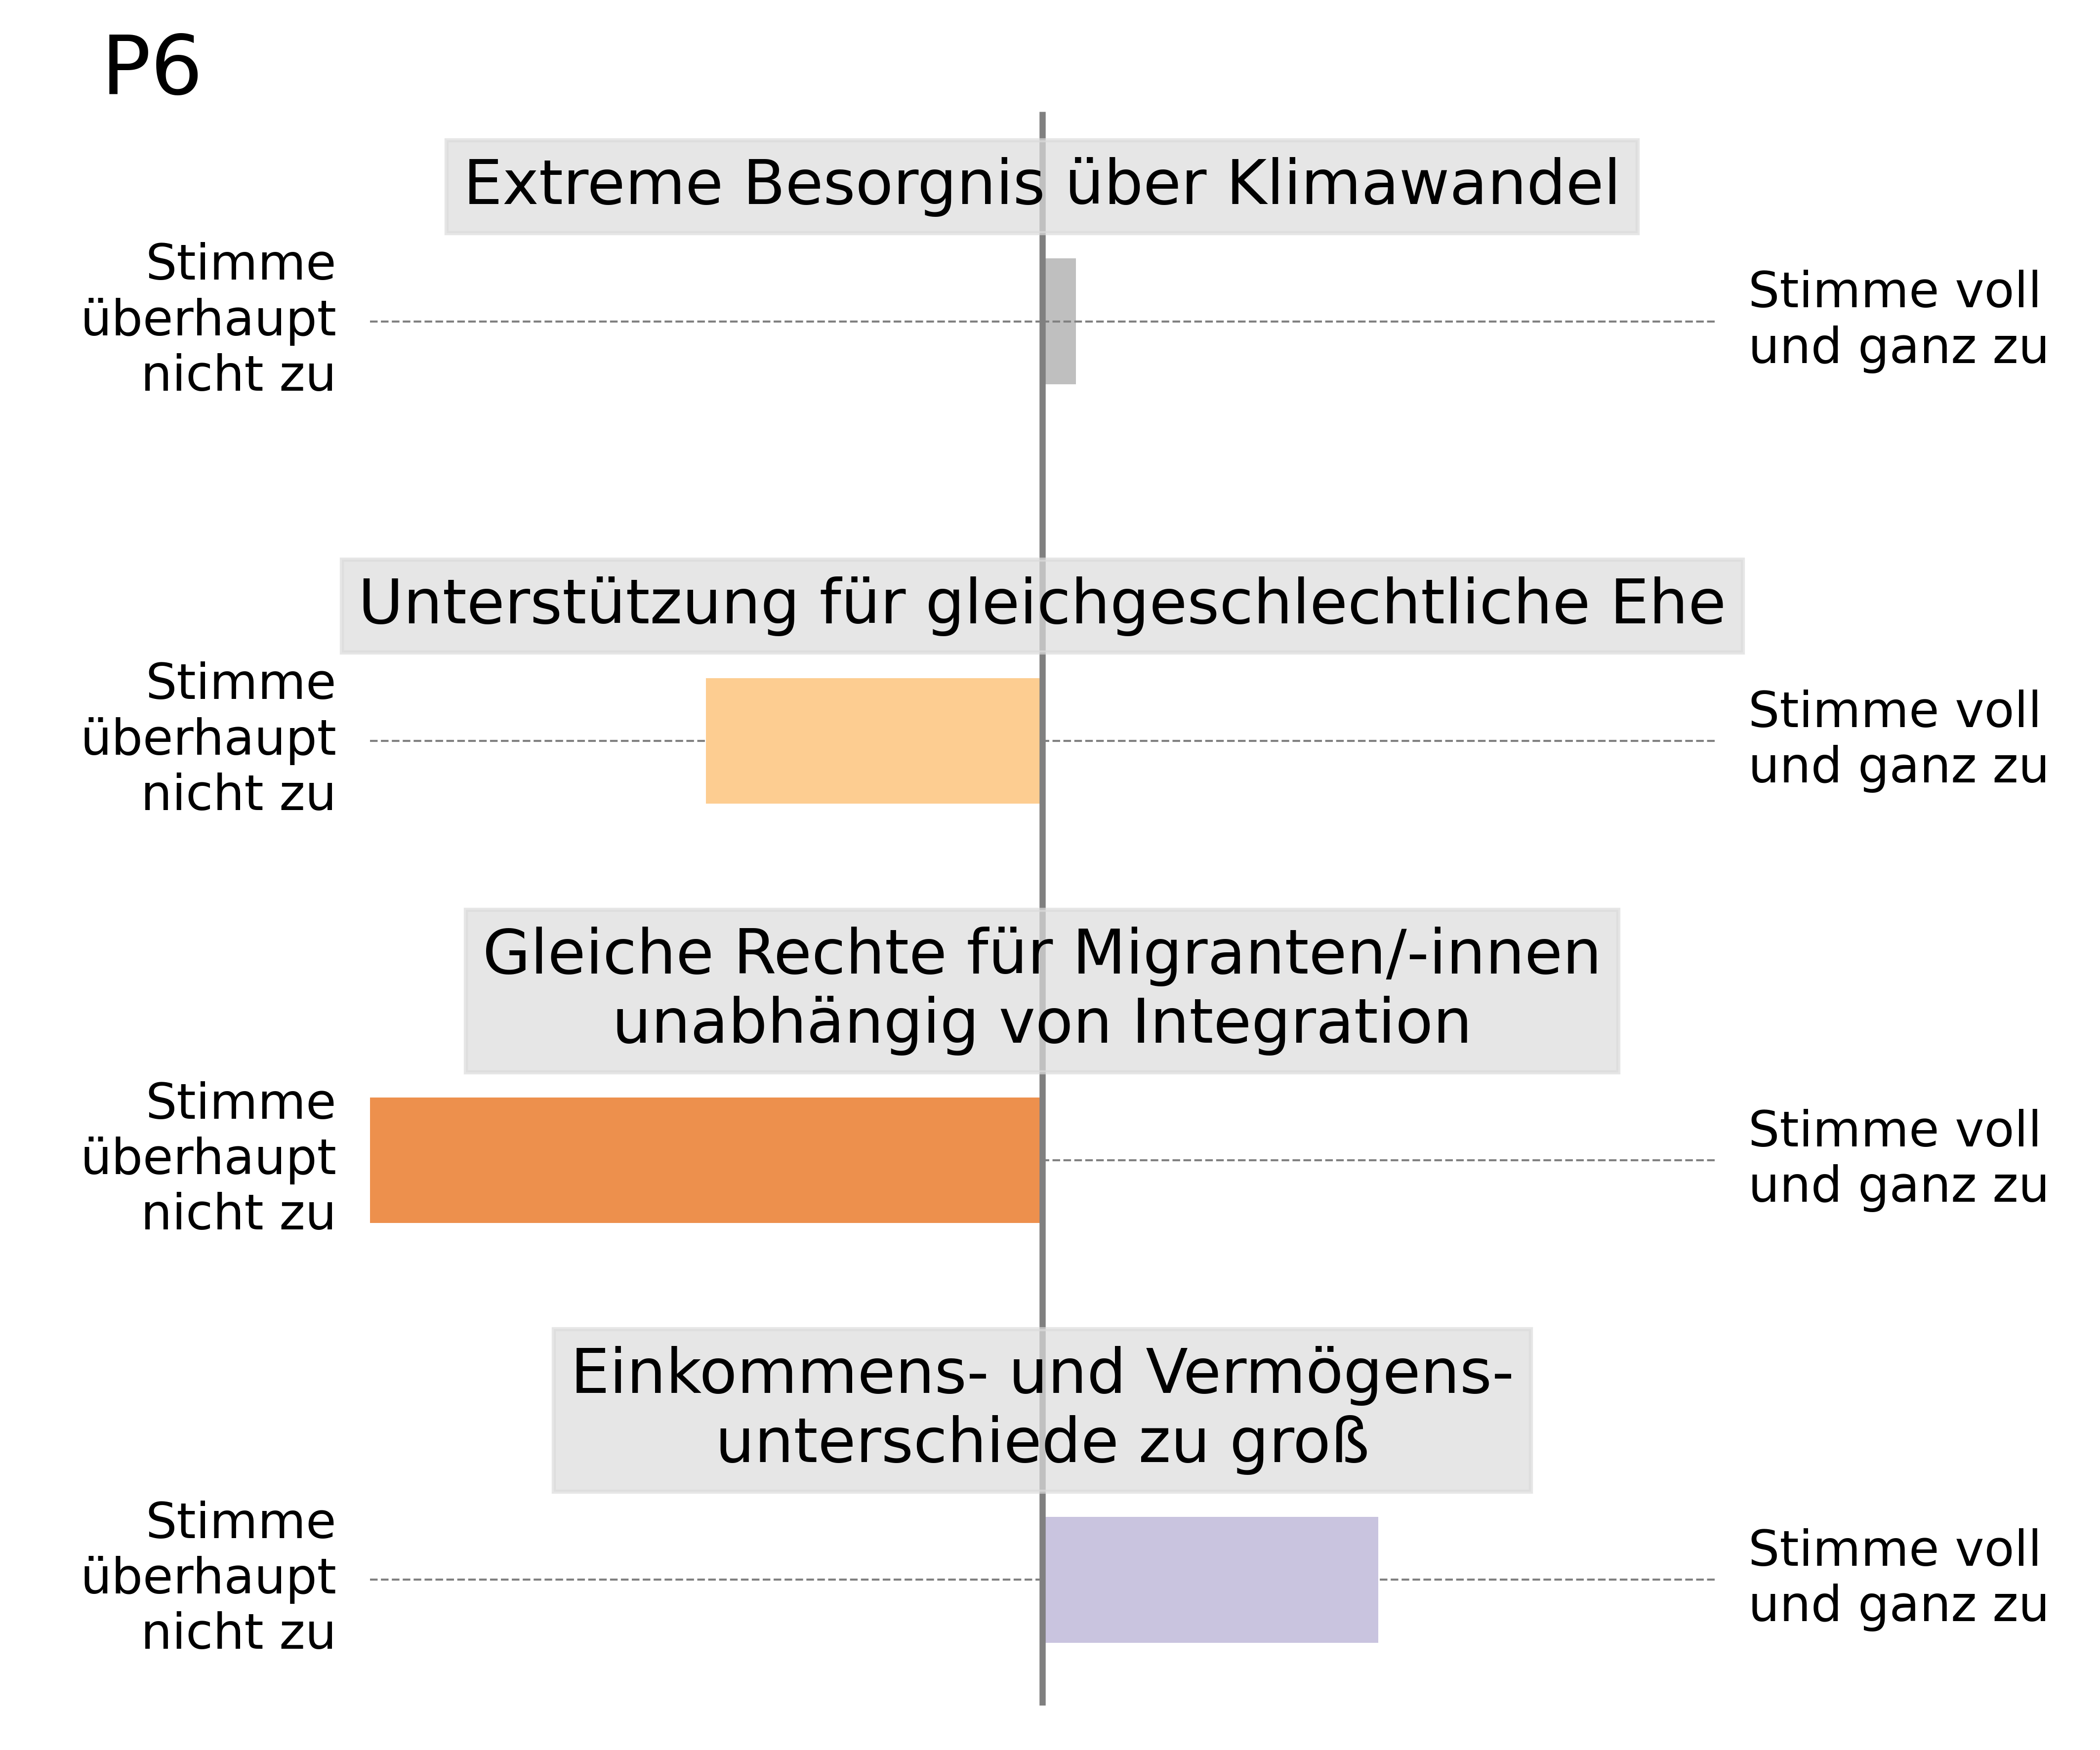 P6
Extreme Besorgnis über Klimawandel
Stimme
überhaupt
nicht zu
Stimme voll
und ganz zu
Unterstützung für gleichgeschlechtliche Ehe
Stimme
überhaupt
nicht zu
Stimme voll
und ganz zu
Gleiche Rechte für Migranten/-innen
unabhängig von Integration
Stimme
überhaupt
nicht zu
Stimme voll
und ganz zu
Einkommens- und Vermögens-
unterschiede zu groß
Stimme
überhaupt
nicht zu
Stimme voll
und ganz zu